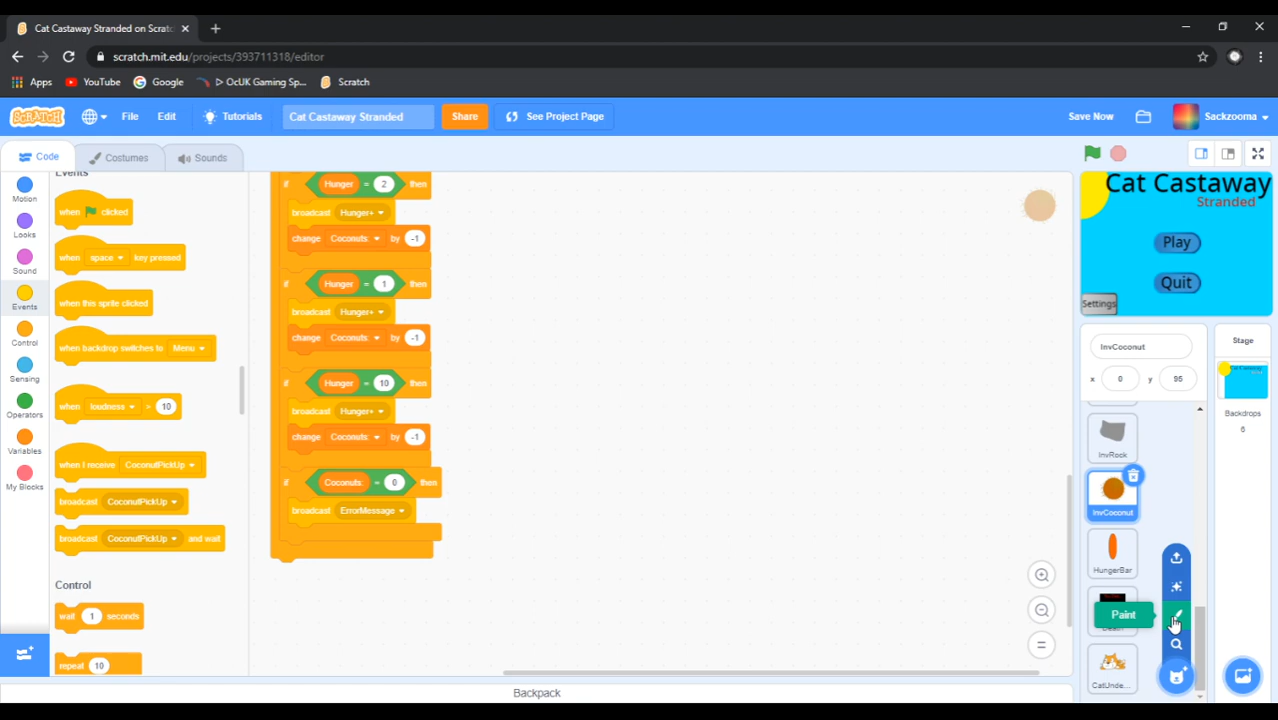 Cat Castaway Stranded on Scratc
scratch.mit.edu/projects/393711318/editor
Apps YouTube Google ▷ OcUK Gaming Sp... Scratch
SCRATCH File Edit Tutorials Cat Castaway Stranded Share See Project Page Save Now Sackzooma
Code Costumes Sounds
Motion
Looks
Sound
Events
Control
Sensing
Operators
Variables
My Blocks
Events
when clicked
when space key pressed
when this sprite clicked
when backdrop switches to Menu
when loudness > 10
when I receive CoconutPickUp
broadcast CoconutPickUp
broadcast CoconutPickUp and wait
Control
wait 1 seconds
repeat 10
if Hunger = 2 then
broadcast Hunger+
change Coconuts: by -1
if Hunger = 1 then
broadcast Hunger+
change Coconuts: by -1
if Hunger = 10 then
broadcast Hunger+
change Coconuts: by -1
if Coconuts: = 0 then
broadcast ErrorMessage
Backpack
Cat Castaway
Stranded
Play
Quit
Settings
InvCoconut
x 0 y 95
InvRock
InvCoconut
HungerBar
Paint
CatUnde...
Stage
Backdrops
6